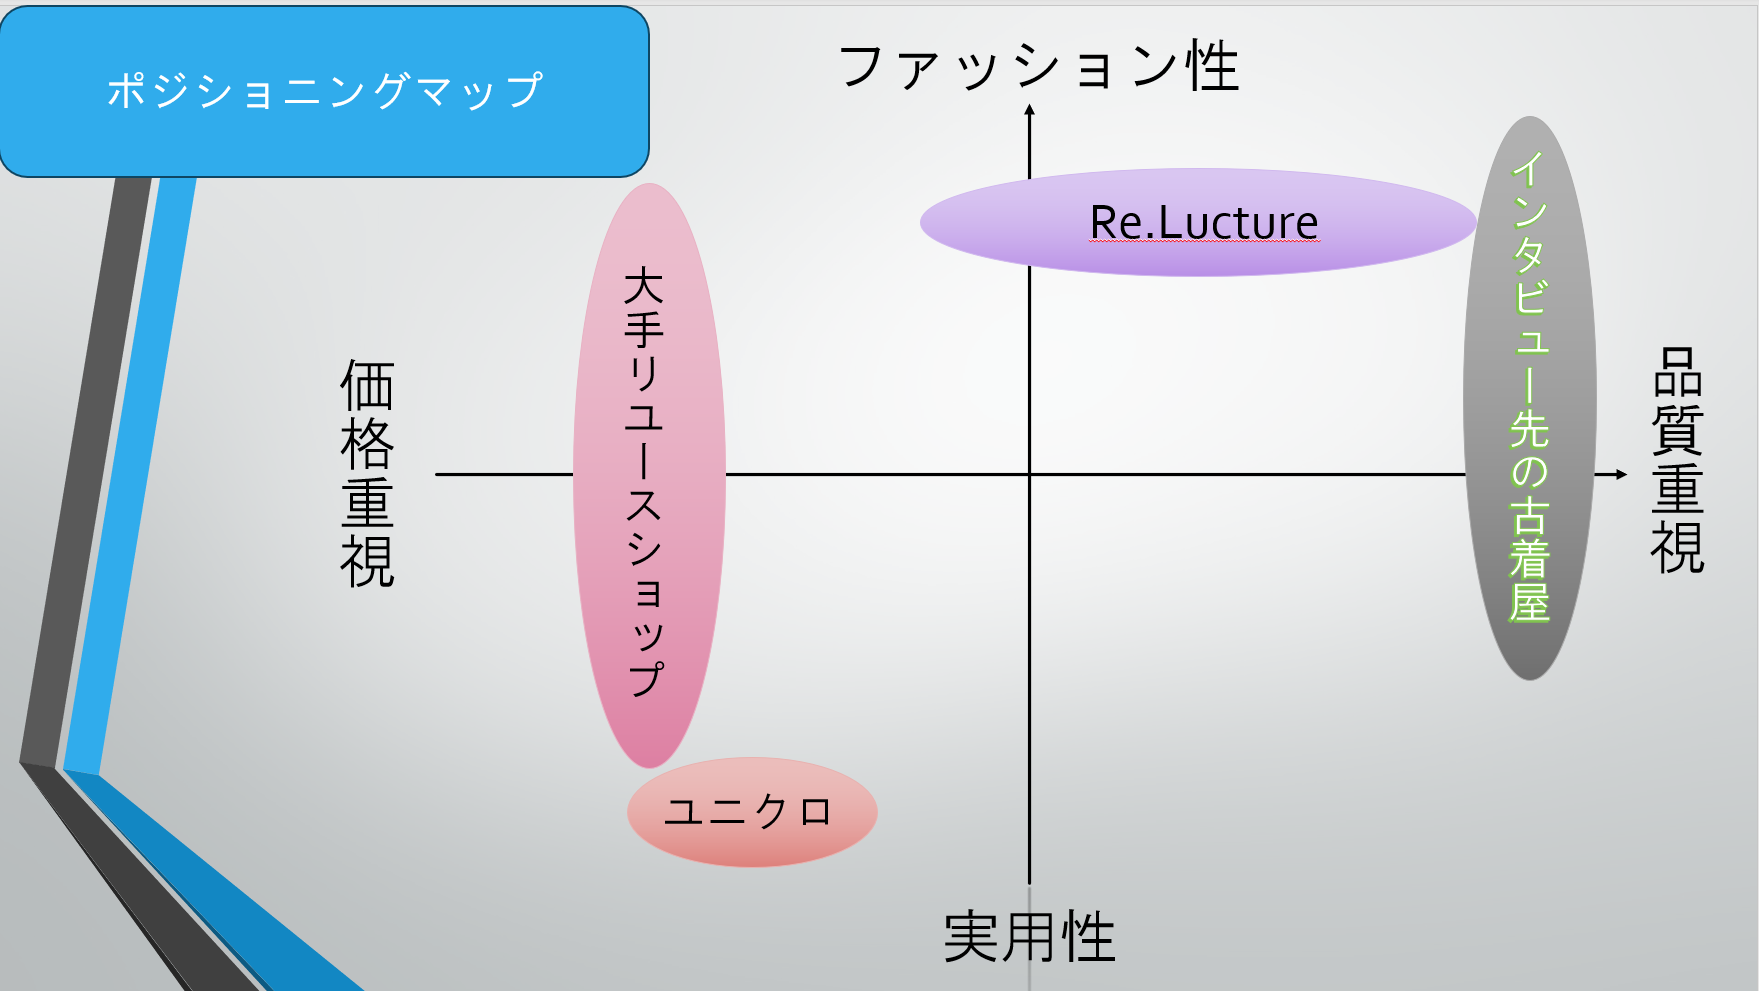 ポジショニングマップ
ファッション性
Re.Lucture
インタビュー先の古着屋
大手リユースショップ
価格重視
品質重視
ユニクロ
実用性